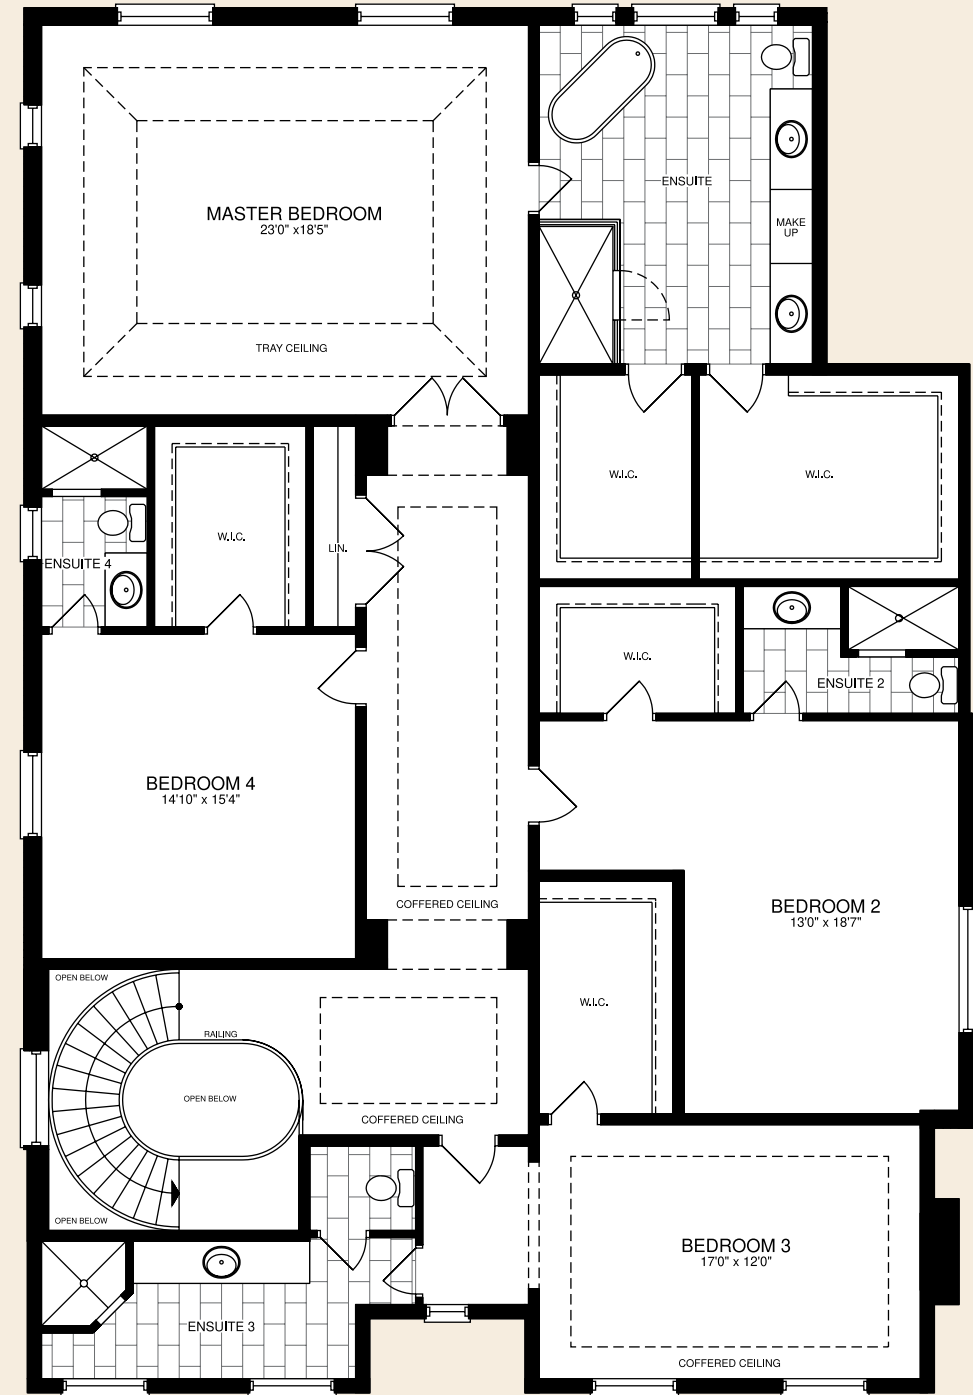 MASTER BEDROOM
23'0" x18'5"
TRAY CEILING
ENSUITE
MAKE
UP
W.I.C.
W.I.C.
W.I.C.
LIN.
ENSUITE 4
W.I.C.
ENSUITE 2
BEDROOM 4
14'10" x 15'4"
COFFERED CEILING
BEDROOM 2
13'0" x 18'7"
OPEN BELOW
W.I.C.
RAILING
OPEN BELOW
COFFERED CEILING
OPEN BELOW
BEDROOM 3
17'0" x 12'0"
ENSUITE 3
COFFERED CEILING